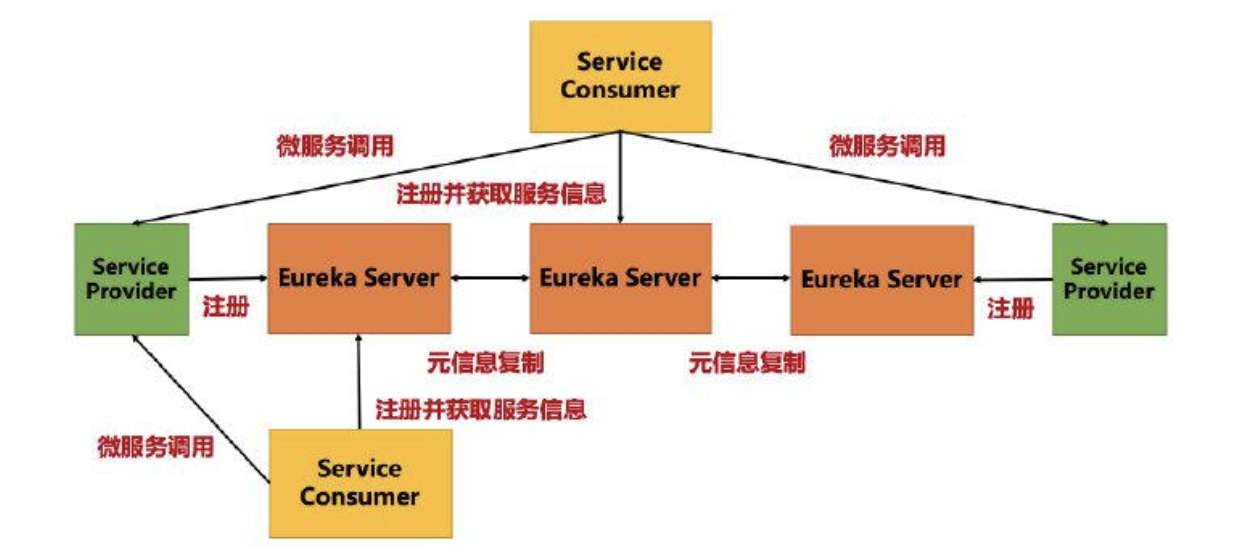 Service
Consumer
微服务调用
微服务调用
注册并获取服务信息
Service
Provider
注册
Eureka Server
Eureka Server
Eureka Server
注册
Service
Provider
元信息复制
元信息复制
注册并获取服务信息
微服务调用
Service
Consumer